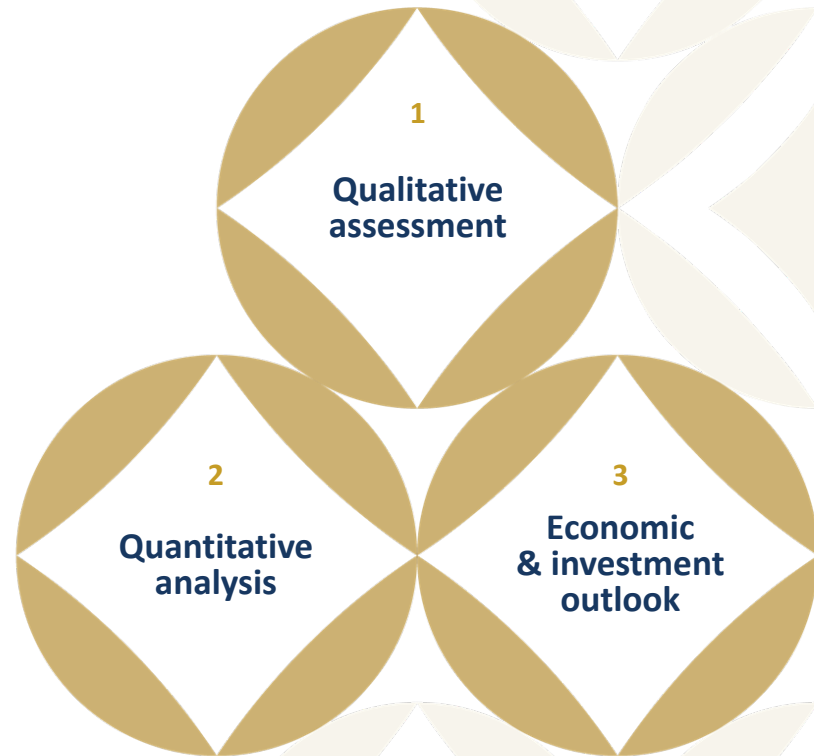 1
Qualitative
assessment
2
Quantitative
analysis
3
Economic
& investment
outlook